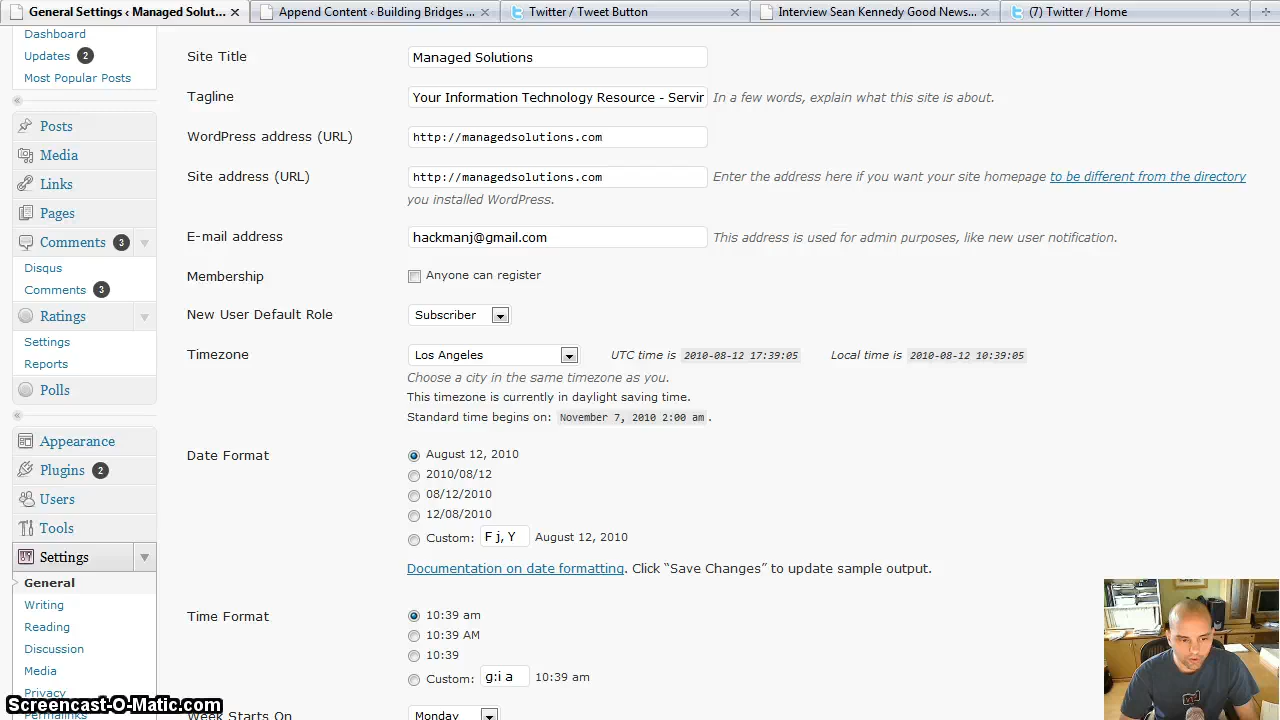 General Settings ‹ Managed Solut... Append Content ‹ Building Bridges ... Twitter / Tweet Button Interview Sean Kennedy Good News... (7) Twitter / Home
Dashboard
Updates 2
Most Popular Posts
Posts
Media
Links
Pages
Comments 3
Disqus
Comments 3
Ratings
Settings
Reports
Polls
Appearance
Plugins 2
Users
Tools
Settings
General
Writing
Reading
Discussion
Media
Privacy
Permalinks
Site Title Managed Solutions
Tagline Your Information Technology Resource - Servir In a few words, explain what this site is about.
WordPress address (URL) http://managedsolutions.com
Site address (URL) http://managedsolutions.com Enter the address here if you want your site homepage to be different from the directory
you installed WordPress.
E-mail address hackmanj@gmail.com This address is used for admin purposes, like new user notification.
Membership Anyone can register
New User Default Role Subscriber
Timezone Los Angeles UTC time is 2010-08-12 17:39:05 Local time is 2010-08-12 10:39:05
Choose a city in the same timezone as you.
This timezone is currently in daylight saving time.
Standard time begins on: November 7, 2010 2:00 am .
Date Format August 12, 2010
2010/08/12
08/12/2010
12/08/2010
Custom: F j, Y August 12, 2010
Documentation on date formatting. Click “Save Changes” to update sample output.
Time Format 10:39 am
10:39 AM
10:39
Custom: g:i a 10:39 am
Week Starts On Monday
Screencast-O-Matic.com